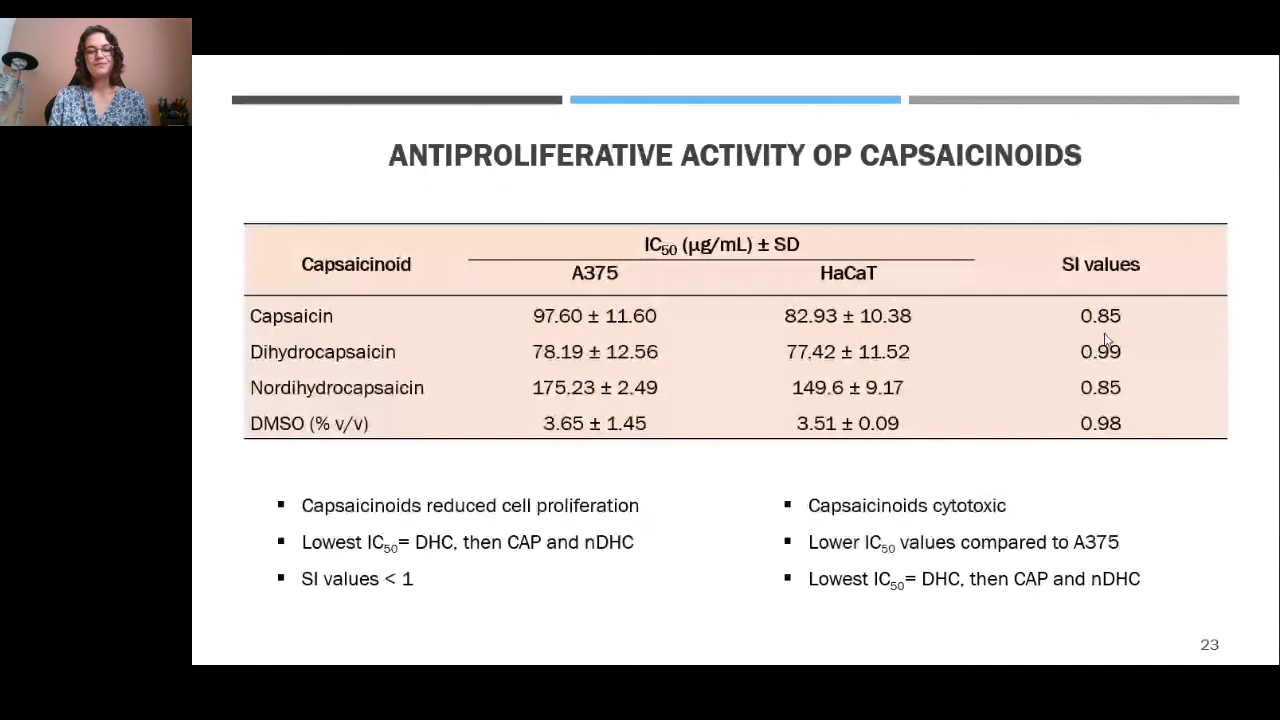 ANTIPROLIFERATIVE ACTIVITY OP CAPSAICINOIDS
IC50 (µg/mL) ± SD
Capsaicinoid SI values
A375 HaCaT
Capsaicin 97.60 ± 11.60 82.93 ± 10.38 0.85
Dihydrocapsaicin 78.19 ± 12.56 77.42 ± 11.52 0.99
Nordihydrocapsaicin 175.23 ± 2.49 149.6 ± 9.17 0.85
DMSO (% v/v) 3.65 ± 1.45 3.51 ± 0.09 0.98
▪ Capsaicinoids reduced cell proliferation
▪ Lowest IC50= DHC, then CAP and nDHC
▪ SI values < 1
▪ Capsaicinoids cytotoxic
▪ Lower IC50 values compared to A375
▪ Lowest IC50= DHC, then CAP and nDHC
23